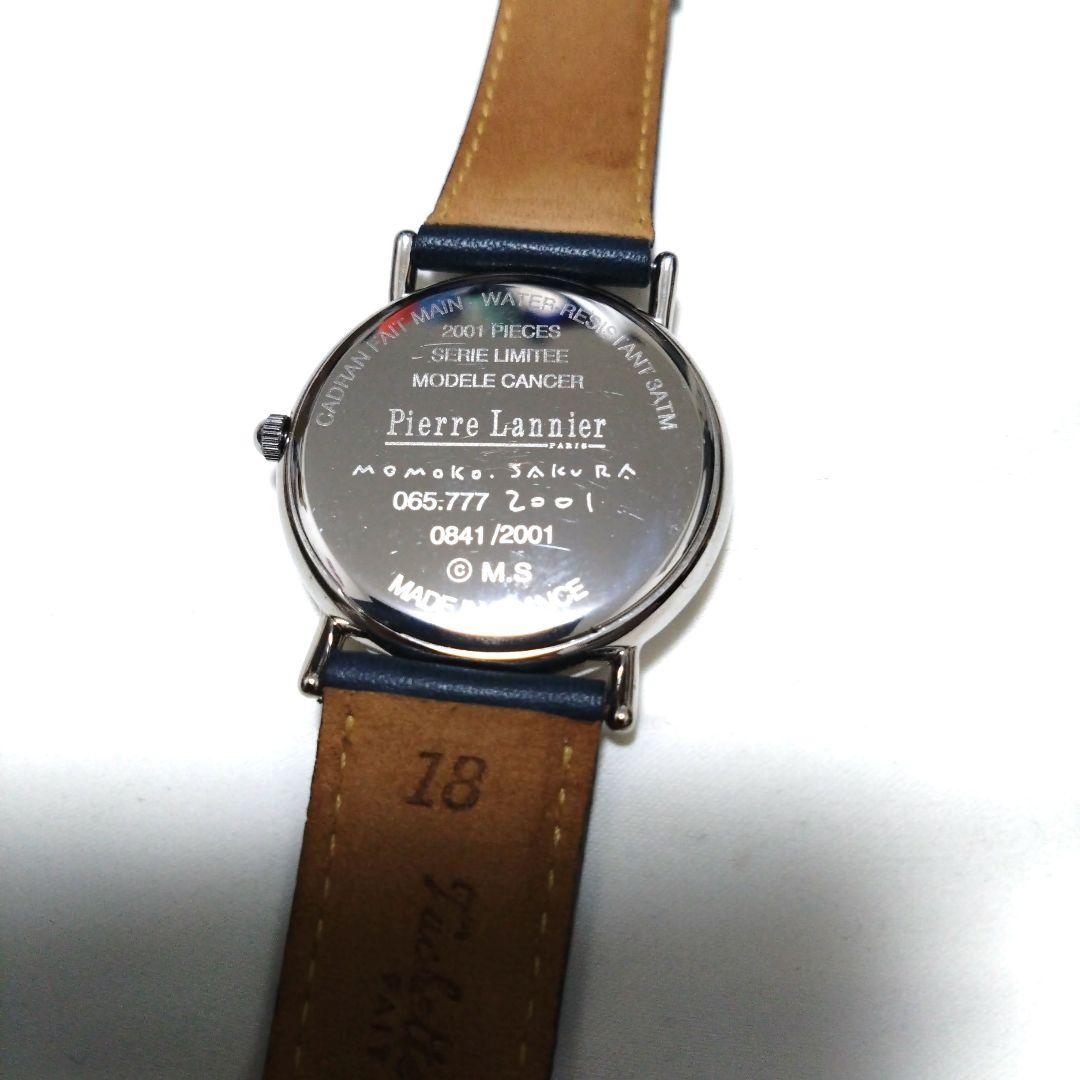 CADRAN FAIT MAIN - WATER-RESISTANT 3ATM
2001 PIECES
SERIE LIMITEE
MODELE CANCER
Pierre Lannier
PARIS
MOMOKO. SAKURA
065.777 2001
0841/2001
© M.S
MADE IN FRANCE
18